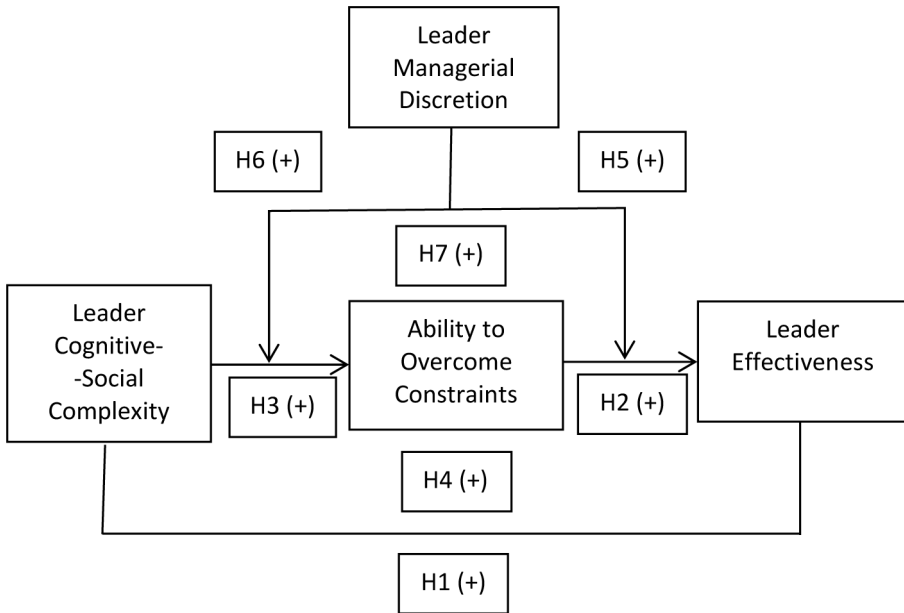 Leader
Managerial
Discretion
H6 (+)
H5 (+)
H7 (+)
Leader
Cognitive-
-Social
Complexity
Ability to
Overcome
Constraints
Leader
Effectiveness
H3 (+)
H2 (+)
H4 (+)
H1 (+)